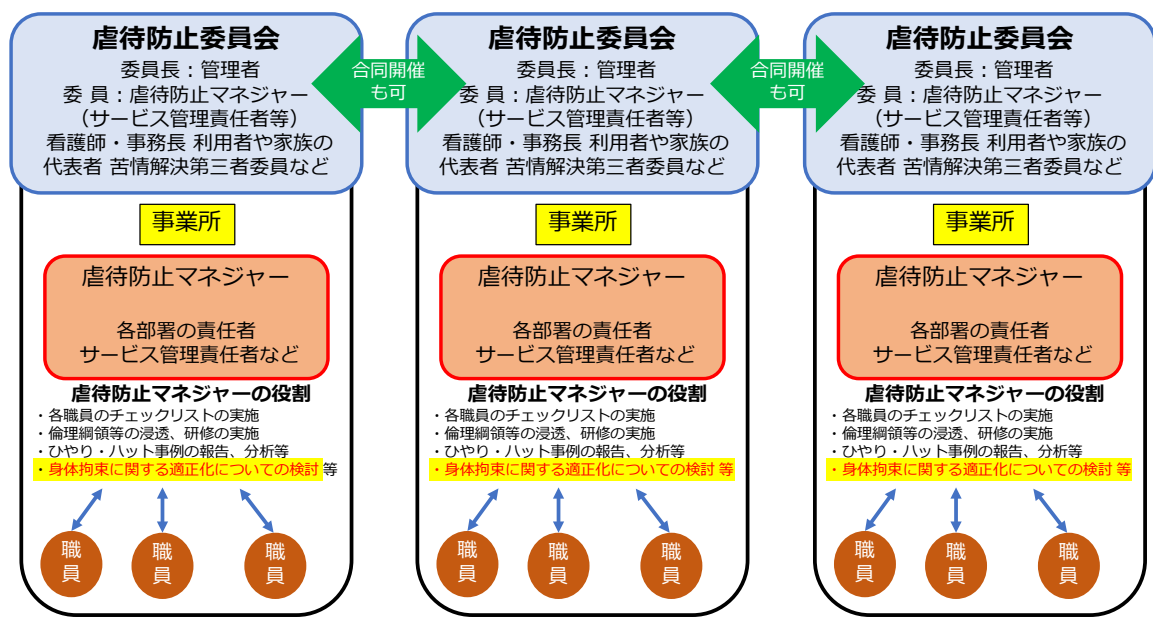 虐待防止委員会
委員長：管理者
委 員：虐待防止マネジャー
（サービス管理責任者等）
看護師・事務長 利用者や家族の
代表者 苦情解決第三者委員など
合同開催
も可
虐待防止委員会
委員長：管理者
委 員：虐待防止マネジャー
（サービス管理責任者等）
看護師・事務長 利用者や家族の
代表者 苦情解決第三者委員など
合同開催
も可
虐待防止委員会
委員長：管理者
委 員：虐待防止マネジャー
（サービス管理責任者等）
看護師・事務長 利用者や家族の
代表者 苦情解決第三者委員など
事業所
虐待防止マネジャー
各部署の責任者
サービス管理責任者など
虐待防止マネジャーの役割
・各職員のチェックリストの実施
・倫理綱領等の浸透、研修の実施
・ひやり・ハット事例の報告、分析等
・身体拘束に関する適正化についての検討 等
職員
職員
職員
事業所
虐待防止マネジャー
各部署の責任者
サービス管理責任者など
虐待防止マネジャーの役割
・各職員のチェックリストの実施
・倫理綱領等の浸透、研修の実施
・ひやり・ハット事例の報告、分析等
・身体拘束に関する適正化についての検討 等
職員
職員
職員
事業所
虐待防止マネジャー
各部署の責任者
サービス管理責任者など
虐待防止マネジャーの役割
・各職員のチェックリストの実施
・倫理綱領等の浸透、研修の実施
・ひやり・ハット事例の報告、分析等
・身体拘束に関する適正化についての検討 等
職員
職員
職員